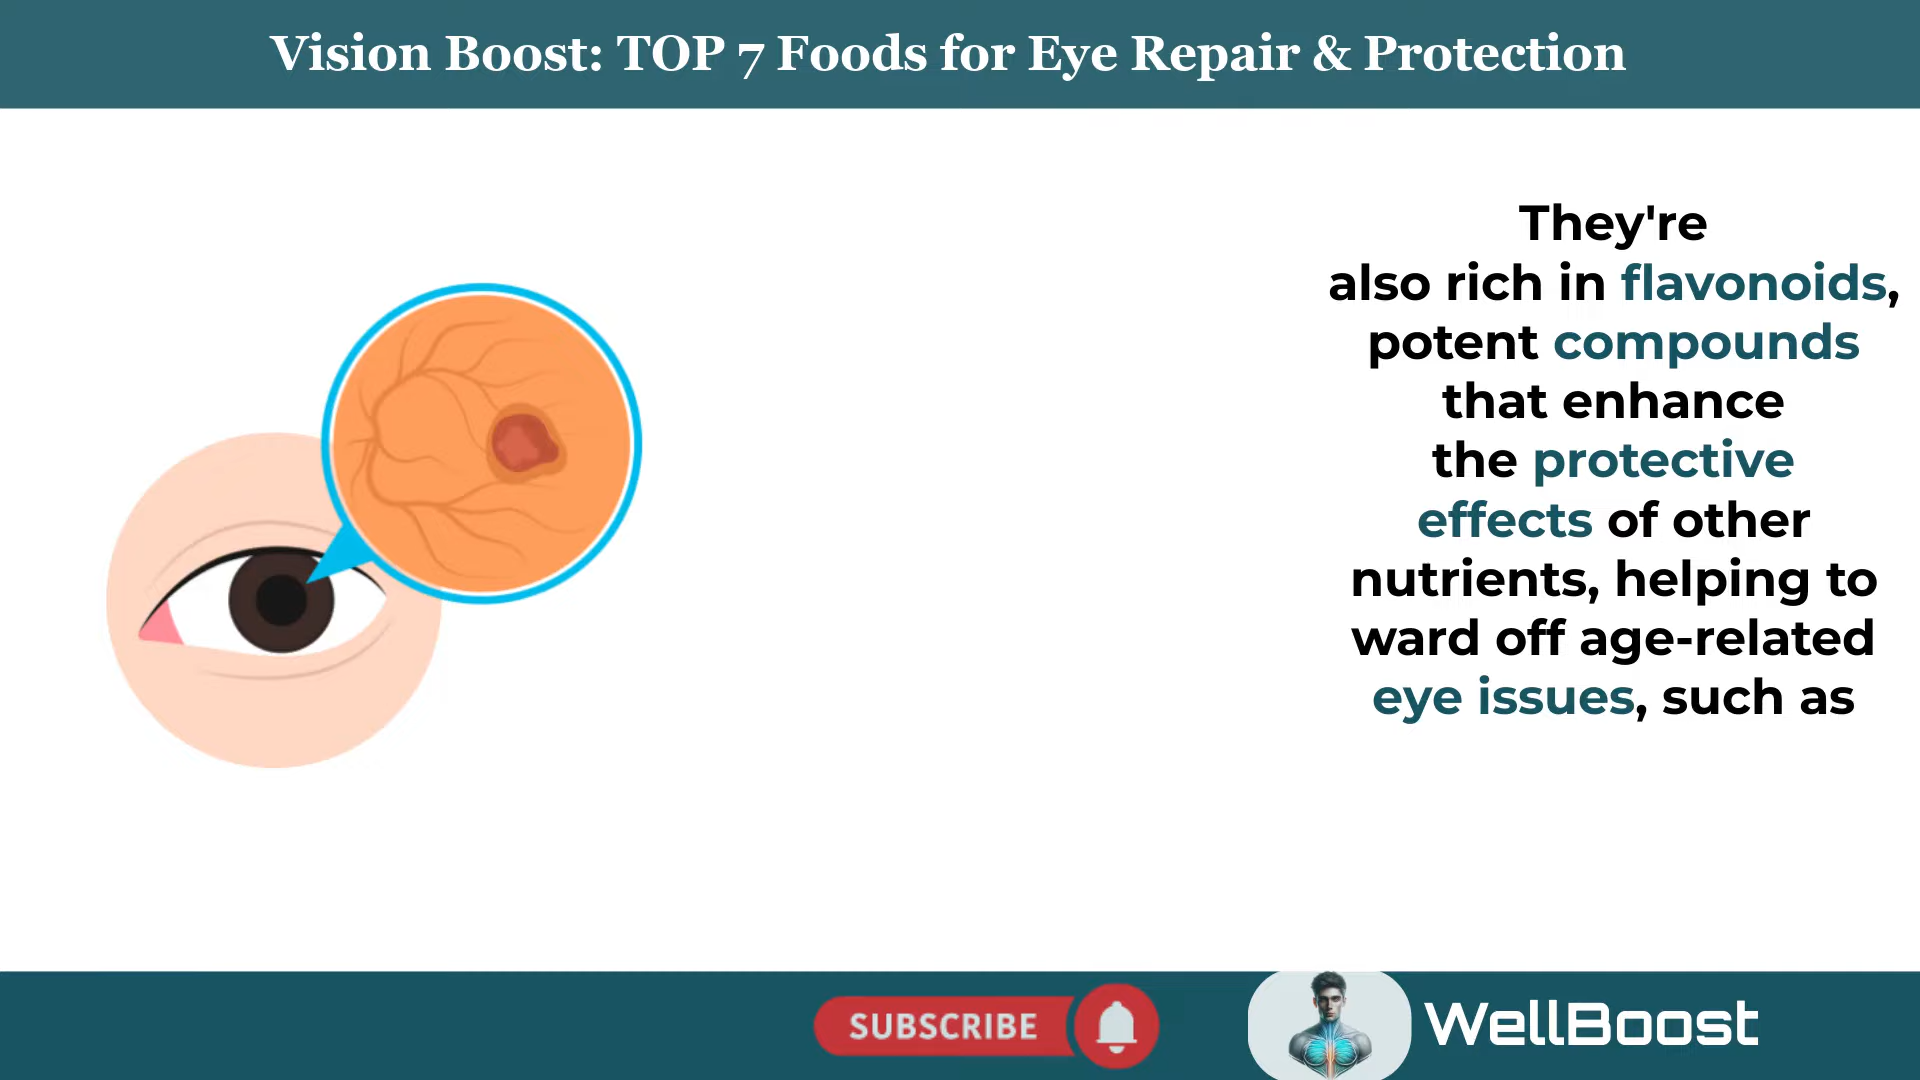 Vision Boost: TOP 7 Foods for Eye Repair & Protection
They're
also rich in flavonoids,
potent compounds
that enhance
the protective
effects of other
nutrients, helping to
ward off age-related
eye issues, such as
SUBSCRIBE
WellBoost